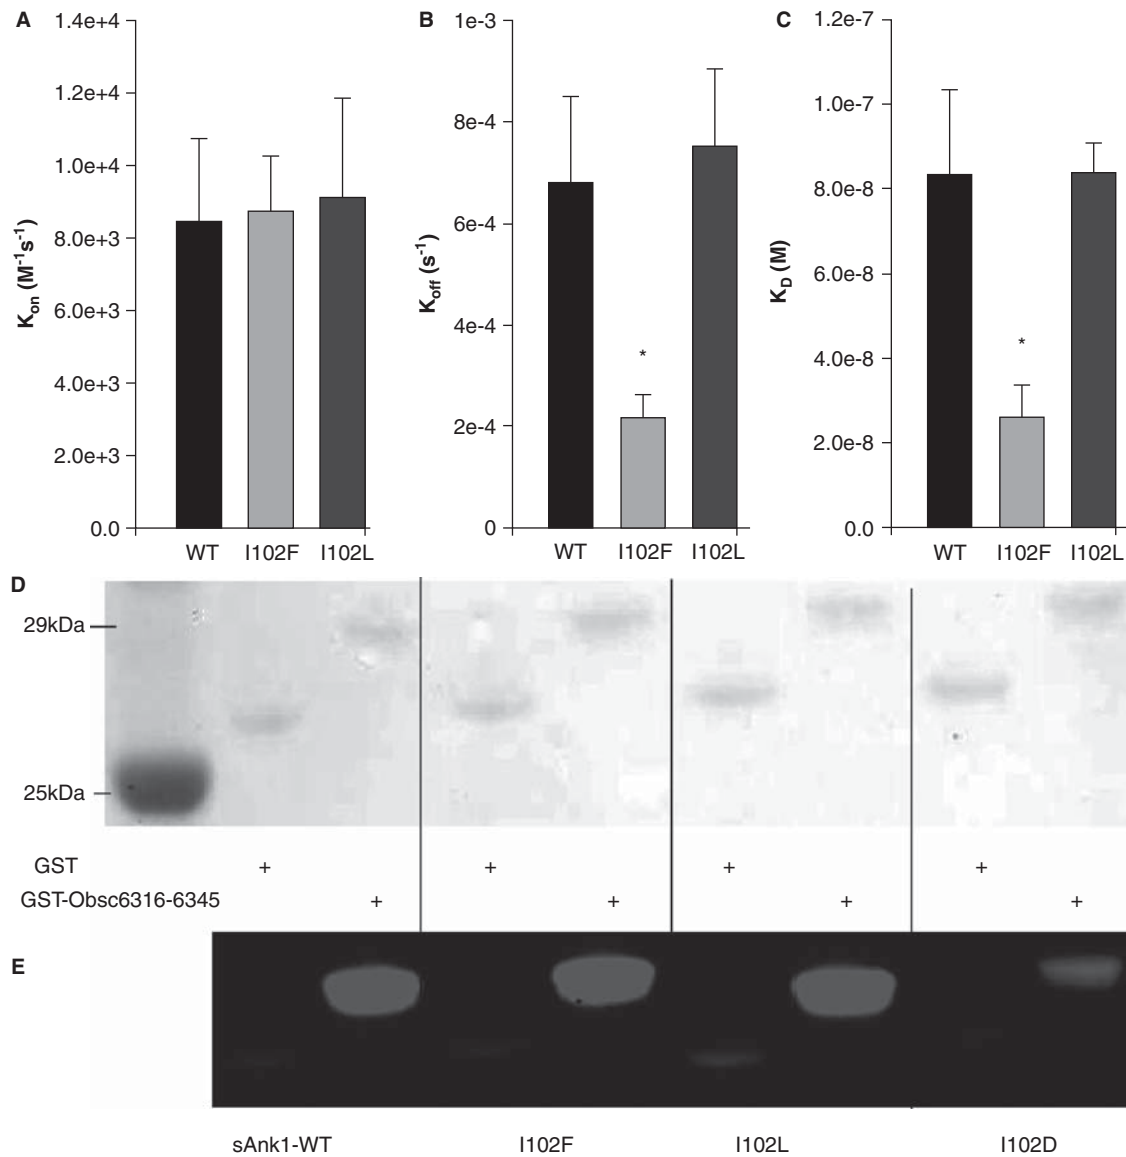 A
1.4e+4
1.2e+4
1.0e+4
8.0e+3
6.0e+3
4.0e+3
2.0e+3
0.0
Kon (M-1s-1)
WT I102F I102L
B
1e-3
8e-4
6e-4
4e-4
2e-4
0
Koff (s-1)
*
WT I102F I102L
C
1.2e-7
1.0e-7
8.0e-8
6.0e-8
4.0e-8
2.0e-8
0.0
KD (M)
*
WT I102F I102L
D
29kDa
25kDa
GST + + + +
GST-Obsc6316-6345 + + + +
E
sAnk1-WT I102F I102L I102D